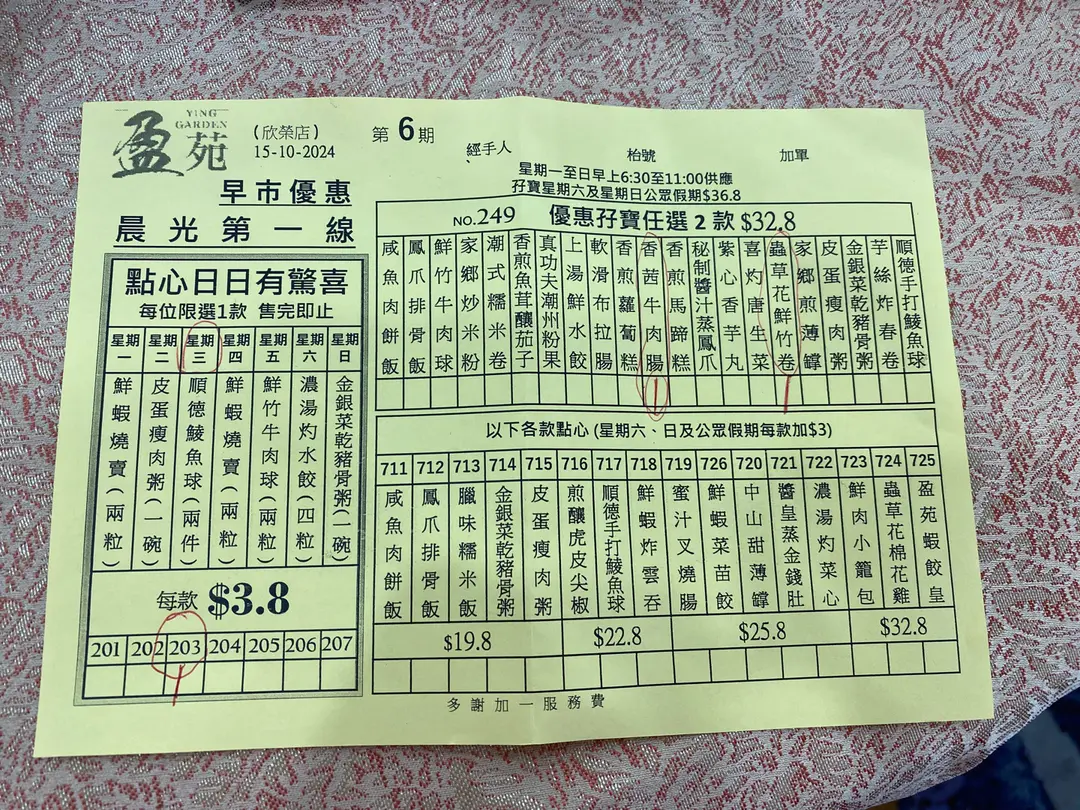 盈苑 YING GARDEN
(欣榮店)
15-10-2024
第6期
經手人
枱號
加單
早市優惠
晨光第一線
星期一至日早上6:30至11:00供應
孖寶星期六及星期日公眾假期$36.8
點心日日有驚喜
每位限選1款 售完即止
星期一 星期二 星期三 星期四 星期五 星期六 星期日
鮮蝦燒賣(兩粒)
皮蛋瘦肉粥(一碗)
順德鯪魚球(兩件)
鮮蝦燒賣(兩粒)
鮮竹牛肉球(兩粒)
濃湯灼水餃(四粒)
金銀菜乾豬骨粥(一碗)
每款 $3.8
201 202 203 204 205 206 207
NO.249 優惠孖寶任選2款 $32.8
咸魚肉餅飯
鳳爪排骨飯
鮮竹牛肉球
家鄉炒米粉
潮式糯米卷
香煎魚茸釀茄子
真功夫潮州粉果
上湯鮮水餃
軟滑布拉腸
香煎蘿蔔糕
香茜牛肉腸
香煎馬蹄糕
秘制醬汁蒸鳳爪
紫心香芋丸
喜灼唐生菜
蟲草花鮮竹卷
家鄉煎薄罉
皮蛋瘦肉粥
金銀菜乾豬骨粥
芋絲炸春卷
順德手打鯪魚球
以下各款點心(星期六、日及公眾假期每款加$3)
711 712 713 714 715 716 717 718 719 726 720 721 722 723 724 725
咸魚肉餅飯
鳳爪排骨飯
臘味糯米飯
金銀菜乾豬骨粥
皮蛋瘦肉粥
煎釀虎皮尖椒
順德手打鯪魚球
鮮蝦炸雲吞
蜜汁叉燒腸
鮮蝦菜苗餃
中山甜薄罉
醬皇蒸金錢肚
濃湯灼菜心
鮮肉小籠包
蟲草花棉花雞
盈苑蝦餃皇
$19.8 $22.8 $25.8 $32.8
多謝加一服務費